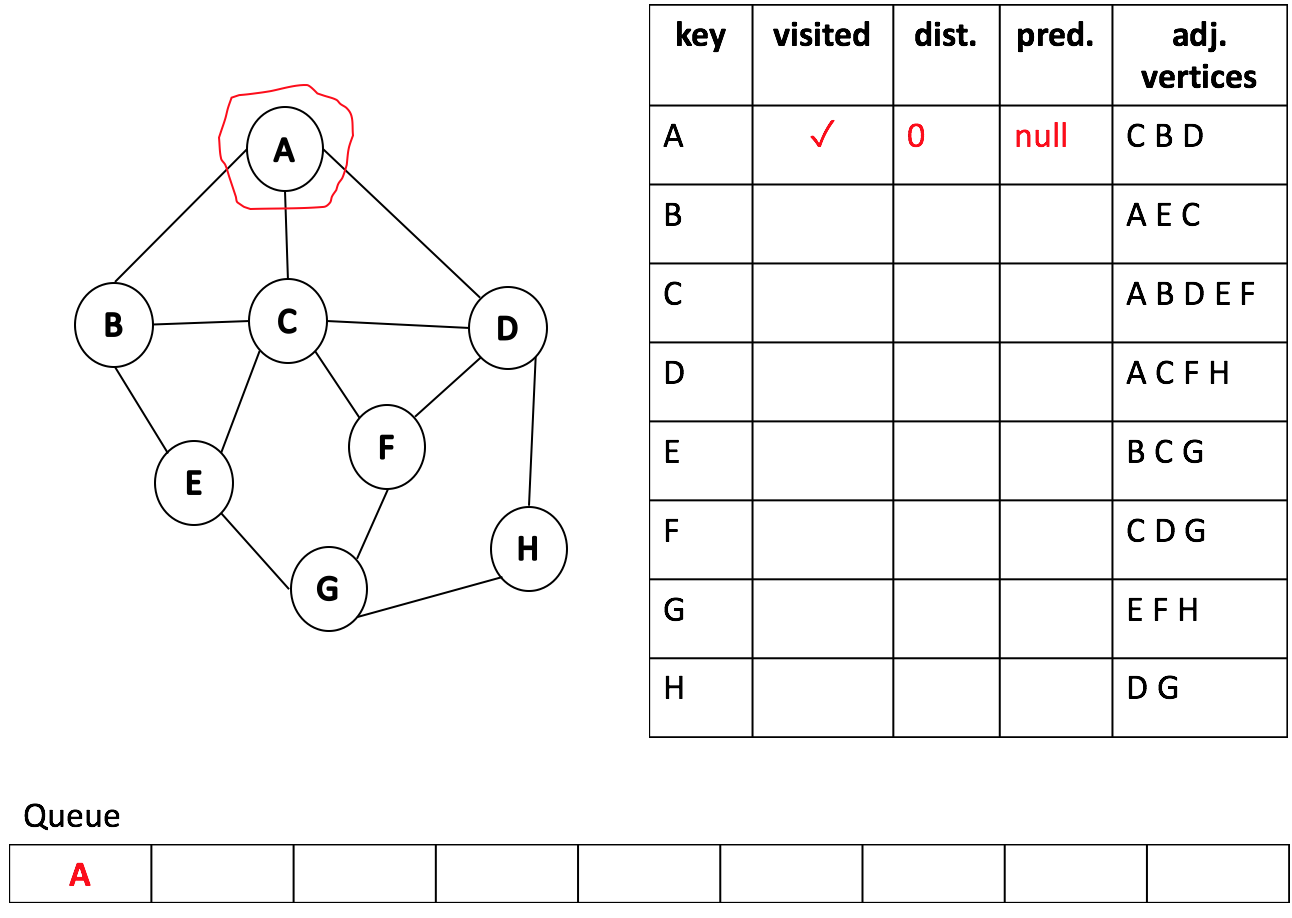 A
B
C
D
E
F
G
H
key visited dist. pred. adj. vertices
A ✓ 0 null C B D
B A E C
C A B D E F
D A C F H
E B C G
F C D G
G E F H
H D G
Queue
A